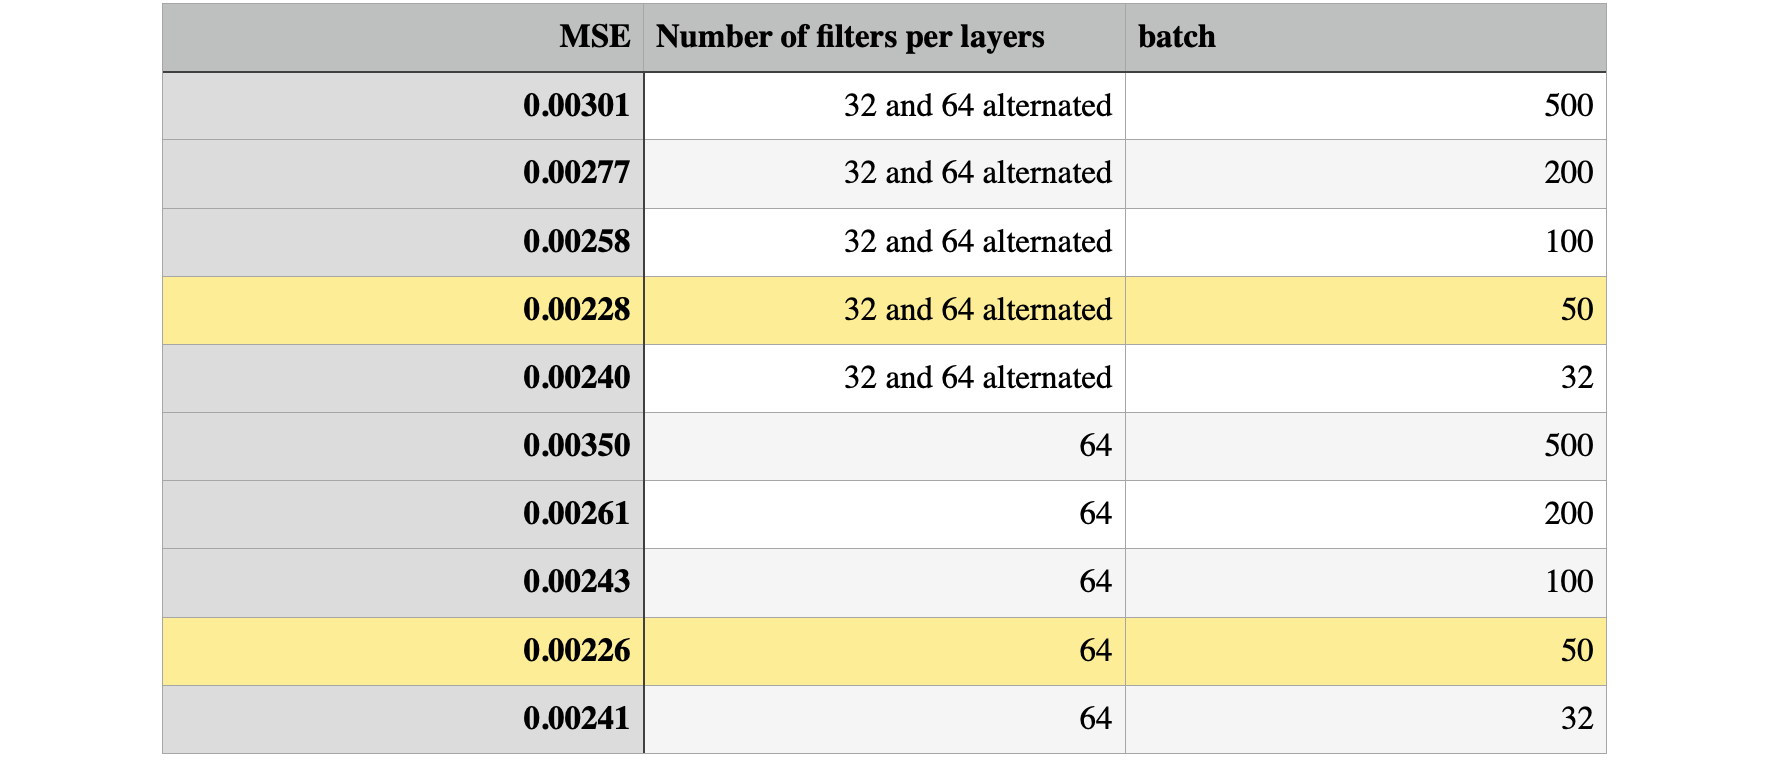 MSE Number of filters per layers batch
0.00301 32 and 64 alternated 500
0.00277 32 and 64 alternated 200
0.00258 32 and 64 alternated 100
0.00228 32 and 64 alternated 50
0.00240 32 and 64 alternated 32
0.00350 64 500
0.00261 64 200
0.00243 64 100
0.00226 64 50
0.00241 64 32